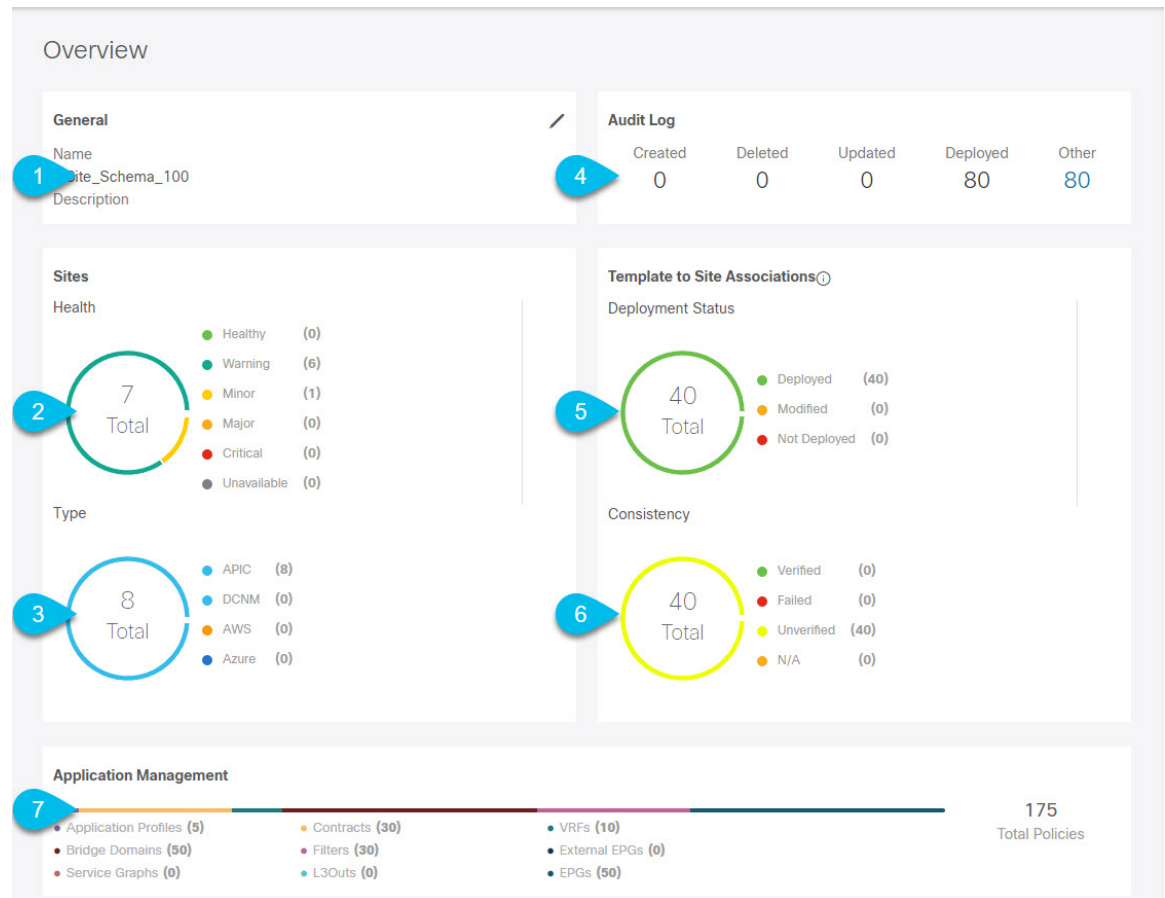 Overview
General
Name
1
Site_Schema_100
Description
Audit Log
Created
Deleted
Updated
Deployed
Other
4
0
0
0
80
80
Sites
Health
2
7
Total
Healthy (0)
Warning (6)
Minor (1)
Major (0)
Critical (0)
Unavailable (0)
Type
3
8
Total
APIC (8)
DCNM (0)
AWS (0)
Azure (0)
Template to Site Associations
Deployment Status
5
40
Total
Deployed (40)
Modified (0)
Not Deployed (0)
Consistency
6
40
Total
Verified (0)
Failed (0)
Unverified (40)
N/A (0)
Application Management
7
Application Profiles (5)
Bridge Domains (50)
Service Graphs (0)
Contracts (30)
Filters (30)
L3Outs (0)
VRFs (10)
External EPGs (0)
EPGs (50)
175
Total Policies